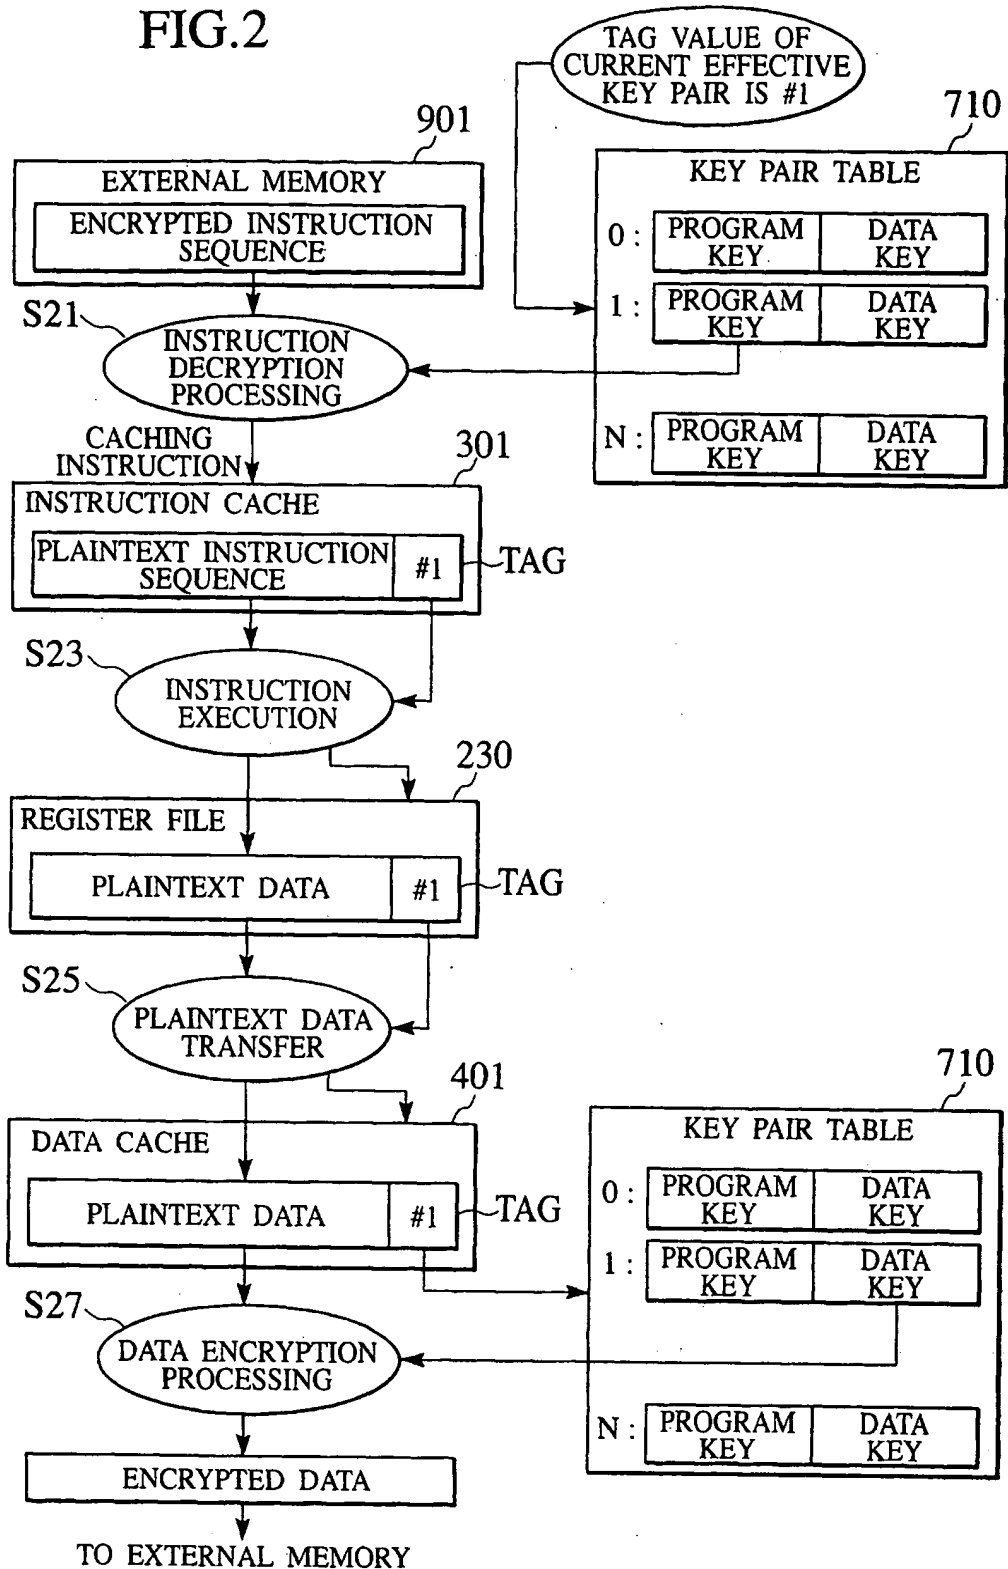 FIG.2
TAG VALUE OF
CURRENT EFFECTIVE
KEY PAIR IS #1
901
710
EXTERNAL MEMORY
ENCRYPTED INSTRUCTION
SEQUENCE
KEY PAIR TABLE
0: PROGRAM KEY DATA KEY
1: PROGRAM KEY DATA KEY
N: PROGRAM KEY DATA KEY
S21
INSTRUCTION
DECRYPTION
PROCESSING
CACHING
INSTRUCTION
301
INSTRUCTION CACHE
PLAINTEXT INSTRUCTION
SEQUENCE
#1
TAG
S23
INSTRUCTION
EXECUTION
230
REGISTER FILE
PLAINTEXT DATA
#1
TAG
S25
PLAINTEXT DATA
TRANSFER
401
DATA CACHE
PLAINTEXT DATA
#1
TAG
710
KEY PAIR TABLE
0: PROGRAM KEY DATA KEY
1: PROGRAM KEY DATA KEY
N: PROGRAM KEY DATA KEY
S27
DATA ENCRYPTION
PROCESSING
ENCRYPTED DATA
TO EXTERNAL MEMORY